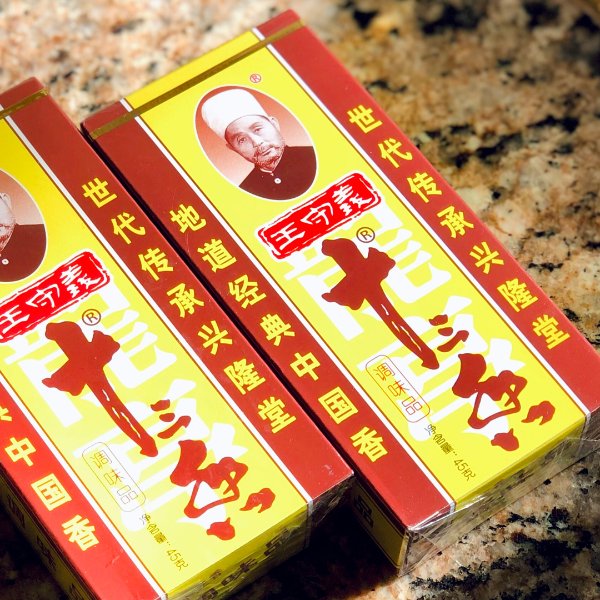 世代传承兴隆堂
王守義
®
十三香
调味品
净含量：45克
中国香
®
地道经典中国香
世代传承兴隆堂
王守義
®
十三香
调味品
净含量：45克